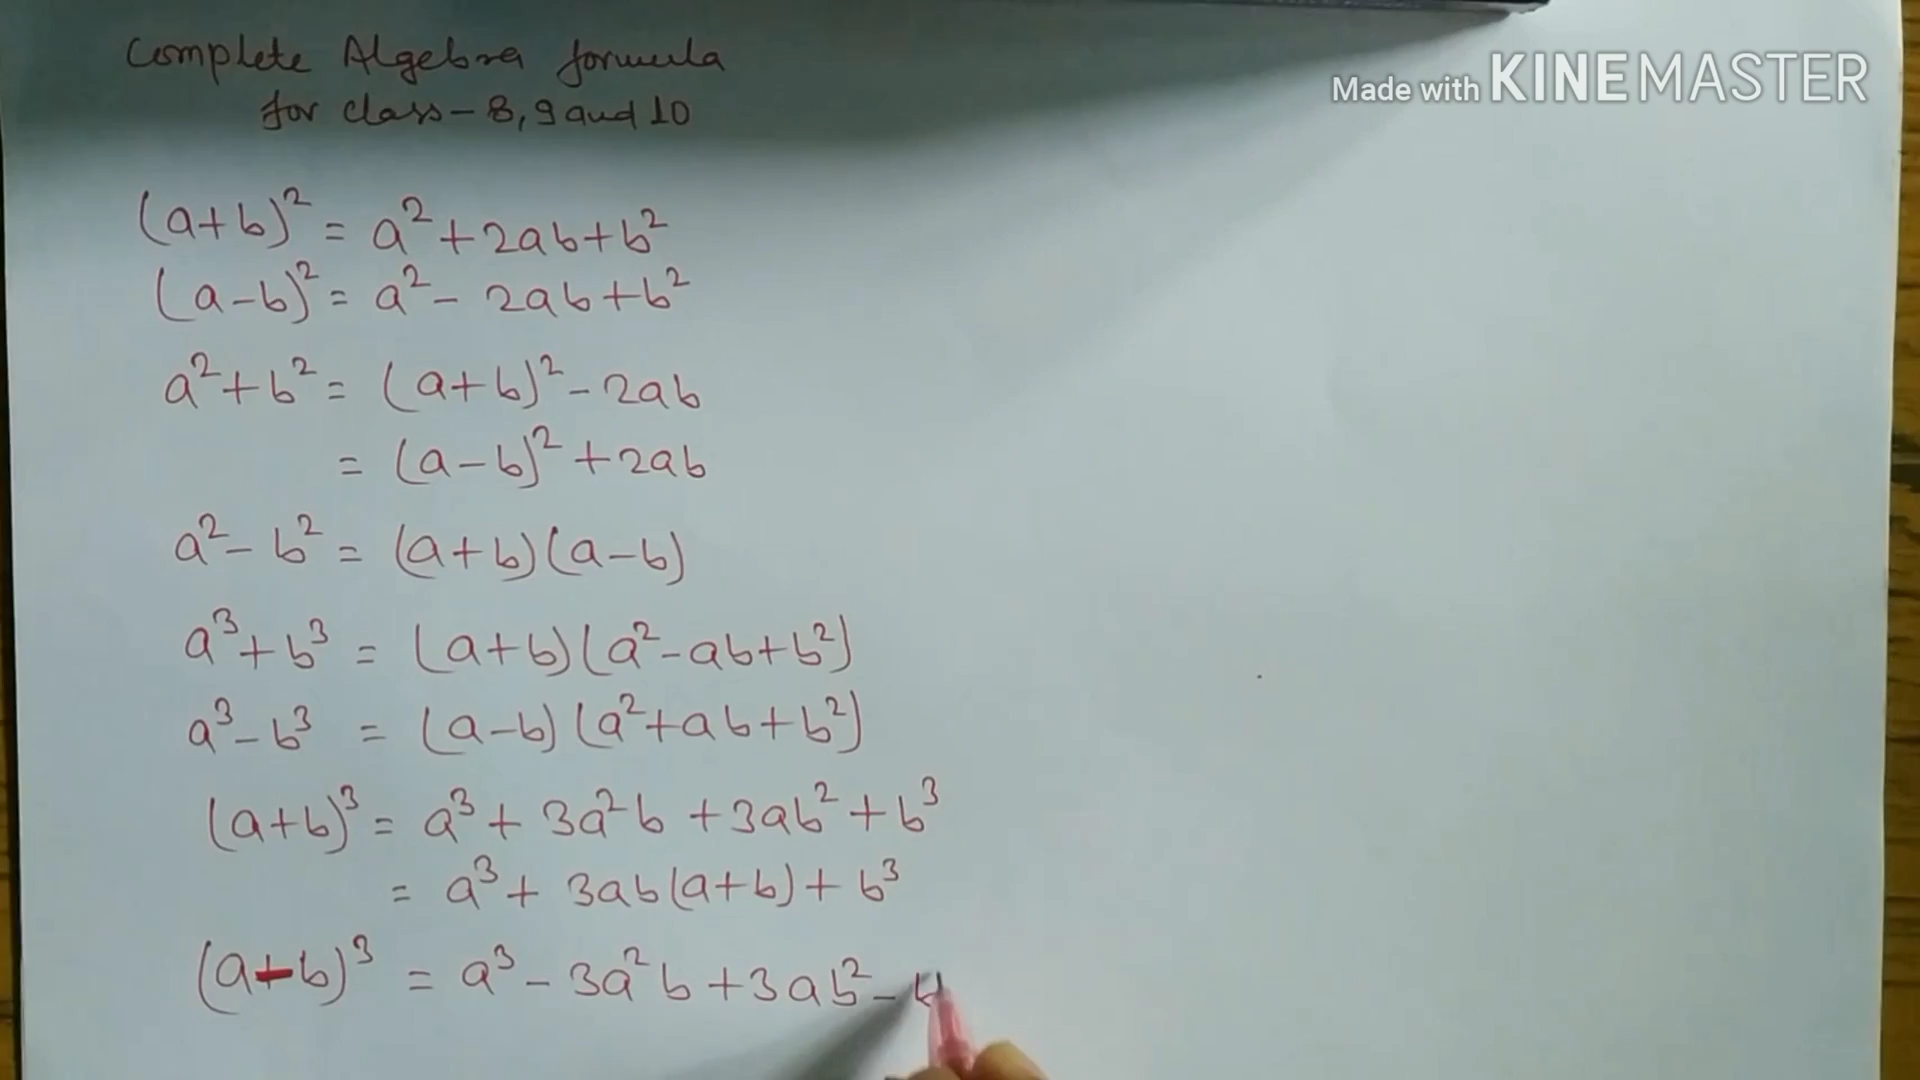 Complete Algebra formula
for class-8, 9 and 10
Made with KINEMASTER
(a+b)² = a²+2ab+b²
(a-b)² = a²- 2ab+b²
a²+b² = (a+b)²-2ab
= (a-b)²+2ab
a²-b² = (a+b)(a-b)
a³+b³ = (a+b)(a²-ab+b²)
a³-b³ = (a-b)(a²+ab+b²)
(a+b)³ = a³+ 3a²b +3ab²+b³
= a³+ 3ab(a+b)+ b³
(a-b)³ = a³-3a²b+3ab²-